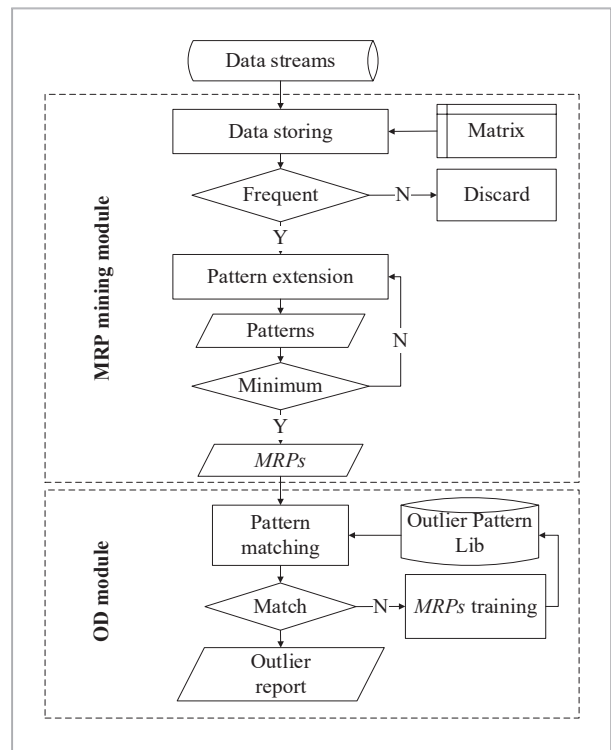 Data streams
MRP mining module
Data storing
Matrix
Frequent
N
Discard
Y
Pattern extension
Patterns
N
Minimum
Y
MRPs
OD module
Pattern
matching
Outlier Pattern
Lib
Match
N
MRPs training
Outlier
report